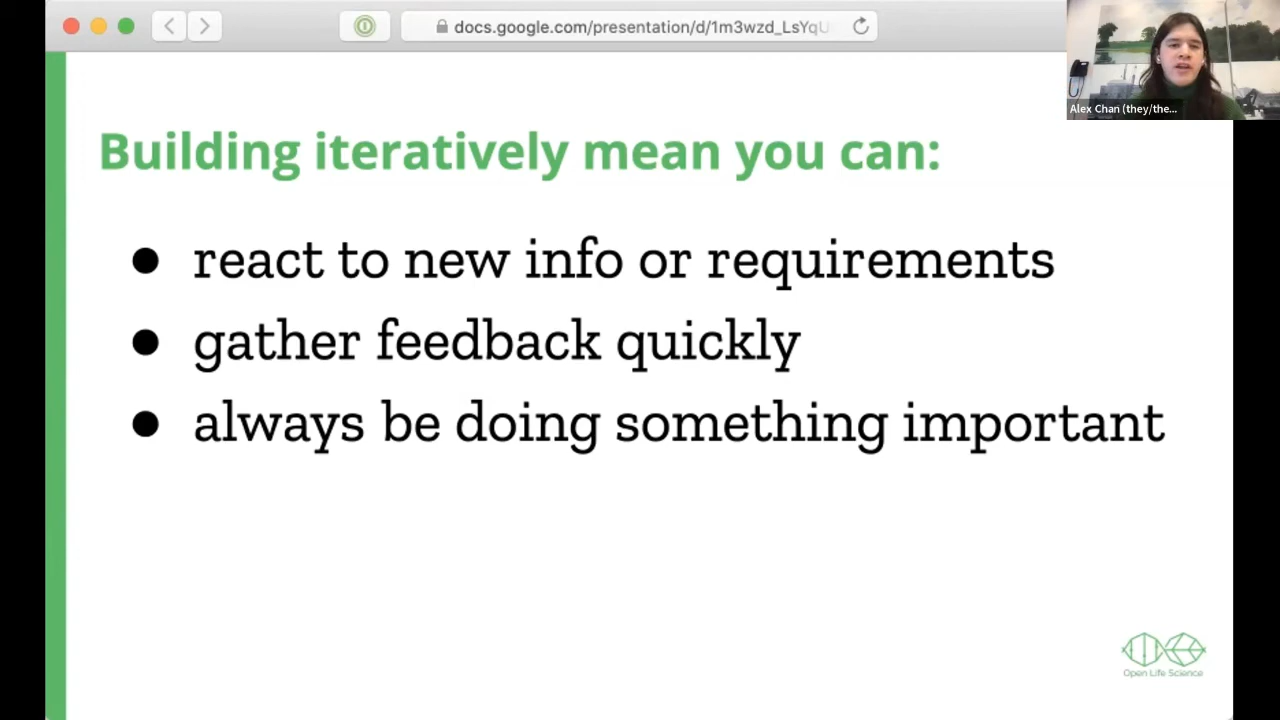 docs.google.com/presentation/d/1m3wzd_LsYqU
Alex Chan (they/the...
Building iteratively mean you can:
● react to new info or requirements
● gather feedback quickly
● always be doing something important
Open Life Science